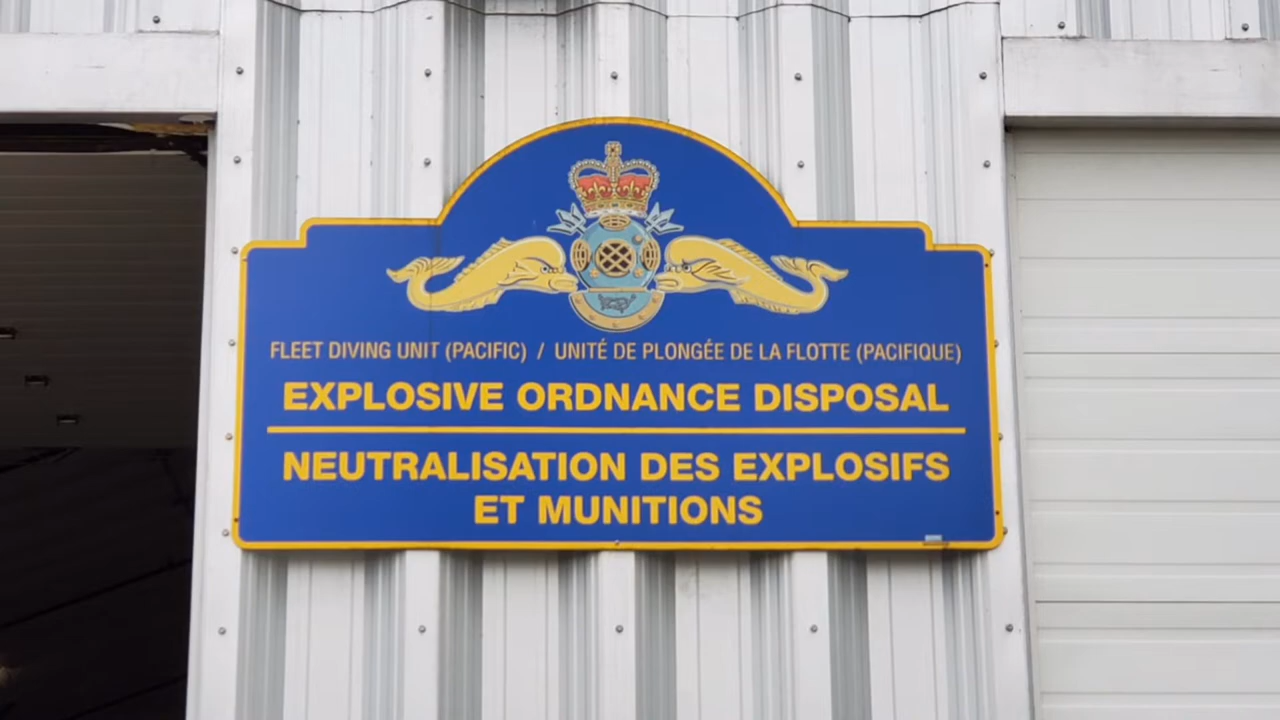 FLEET DIVING UNIT (PACIFIC) / UNITÉ DE PLONGÉE DE LA FLOTTE (PACIFIQUE)
EXPLOSIVE ORDNANCE DISPOSAL
NEUTRALISATION DES EXPLOSIFS
ET MUNITIONS